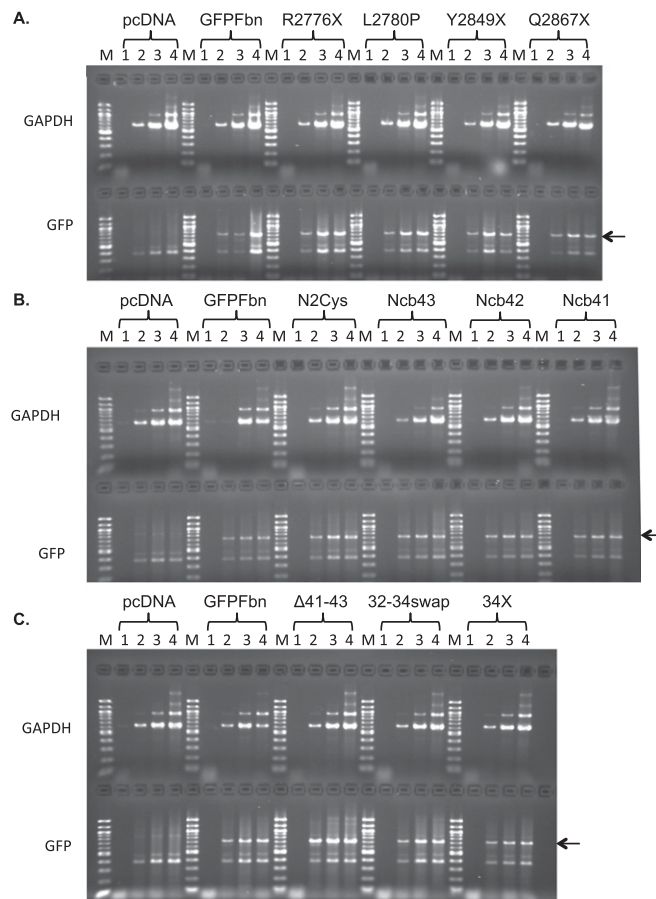 A.
pcDNA GFPFbn R2776X L2780P Y2849X Q2867X
M 1 2 3 4 M 1 2 3 4 M 1 2 3 4 M 1 2 3 4 M 1 2 3 4 M 1 2 3 4
GAPDH
GFP
B.
pcDNA GFPFbn N2Cys Ncb43 Ncb42 Ncb41
M 1 2 3 4 M 1 2 3 4 M 1 2 3 4 M 1 2 3 4 M 1 2 3 4 M 1 2 3 4
GAPDH
GFP
C.
pcDNA GFPFbn Δ41-43 32-34swap 34X
M 1 2 3 4 M 1 2 3 4 M 1 2 3 4 M 1 2 3 4 M 1 2 3 4
GAPDH
GFP